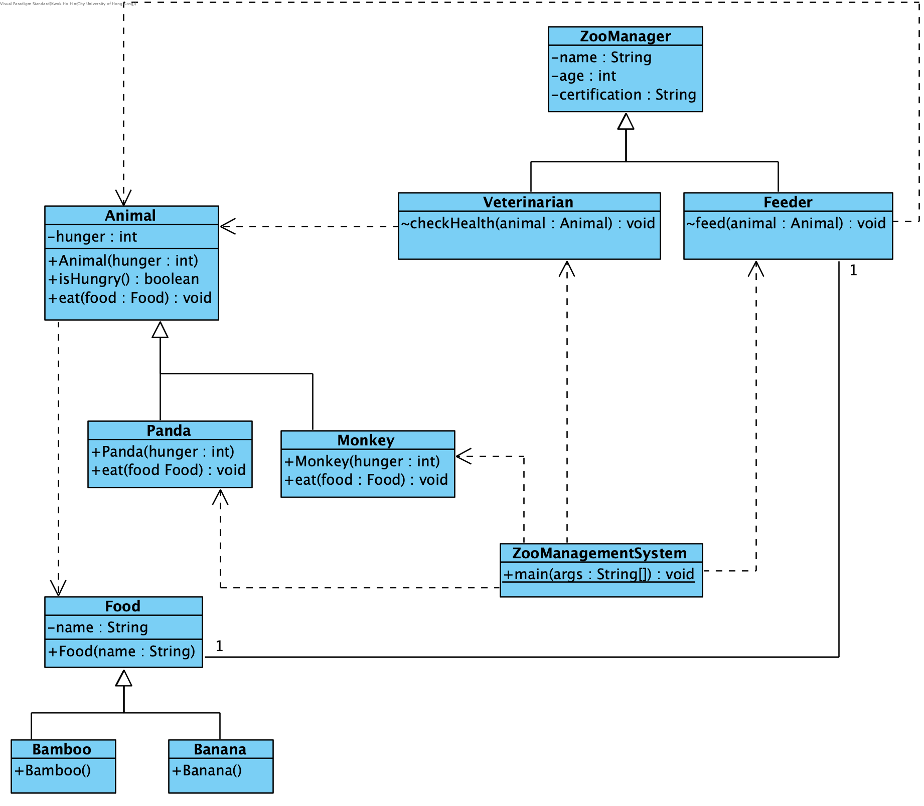 Visual Paradigm Standard(Kwok Ho Hin(City University of Hong Kong))
ZooManager
-name : String
-age : int
-certification : String
Veterinarian
~checkHealth(animal : Animal) : void
Feeder
~feed(animal : Animal) : void
1
Animal
-hunger : int
+Animal(hunger : int)
+isHungry() : boolean
+eat(food : Food) : void
Panda
+Panda(hunger : int)
+eat(food Food) : void
Monkey
+Monkey(hunger : int)
+eat(food : Food) : void
ZooManagementSystem
+main(args : String[]) : void
Food
-name : String
+Food(name : String)
1
Bamboo
+Bamboo()
Banana
+Banana()